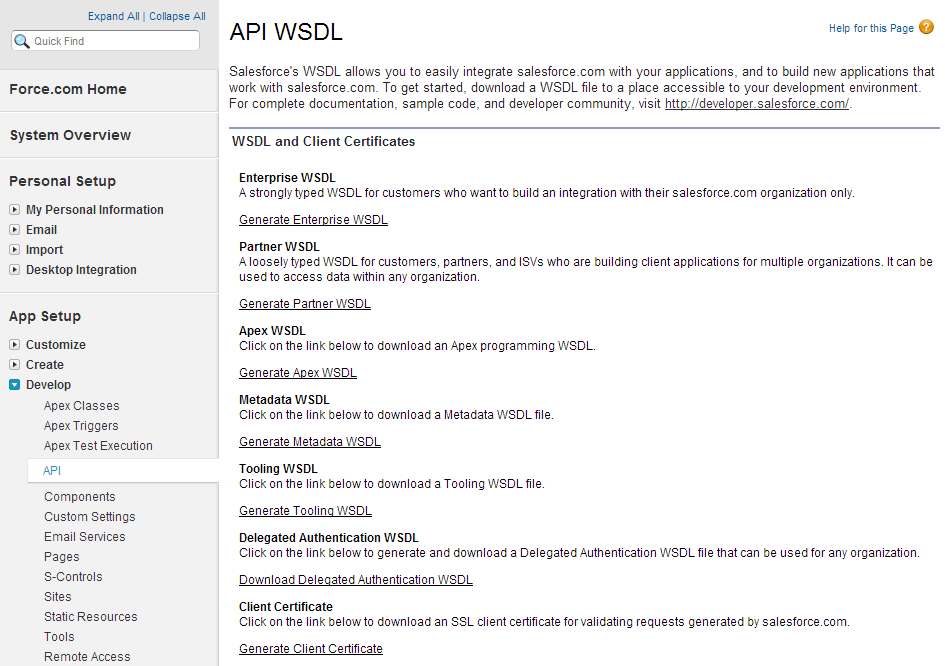 Expand All | Collapse All
Quick Find
Force.com Home
System Overview
Personal Setup
My Personal Information
Email
Import
Desktop Integration
App Setup
Customize
Create
Develop
Apex Classes
Apex Triggers
Apex Test Execution
API
Components
Custom Settings
Email Services
Pages
S-Controls
Sites
Static Resources
Tools
Remote Access
API WSDL
Help for this Page ?
Salesforce's WSDL allows you to easily integrate salesforce.com with your applications, and to build new applications that
work with salesforce.com. To get started, download a WSDL file to a place accessible to your development environment.
For complete documentation, sample code, and developer community, visit http://developer.salesforce.com/.
WSDL and Client Certificates
Enterprise WSDL
A strongly typed WSDL for customers who want to build an integration with their salesforce.com organization only.
Generate Enterprise WSDL
Partner WSDL
A loosely typed WSDL for customers, partners, and ISVs who are building client applications for multiple organizations. It can be
used to access data within any organization.
Generate Partner WSDL
Apex WSDL
Click on the link below to download an Apex programming WSDL.
Generate Apex WSDL
Metadata WSDL
Click on the link below to download a Metadata WSDL file.
Generate Metadata WSDL
Tooling WSDL
Click on the link below to download a Tooling WSDL file.
Generate Tooling WSDL
Delegated Authentication WSDL
Click on the link below to generate and download a Delegated Authentication WSDL file that can be used for any organization.
Download Delegated Authentication WSDL
Client Certificate
Click on the link below to download an SSL client certificate for validating requests generated by salesforce.com.
Generate Client Certificate